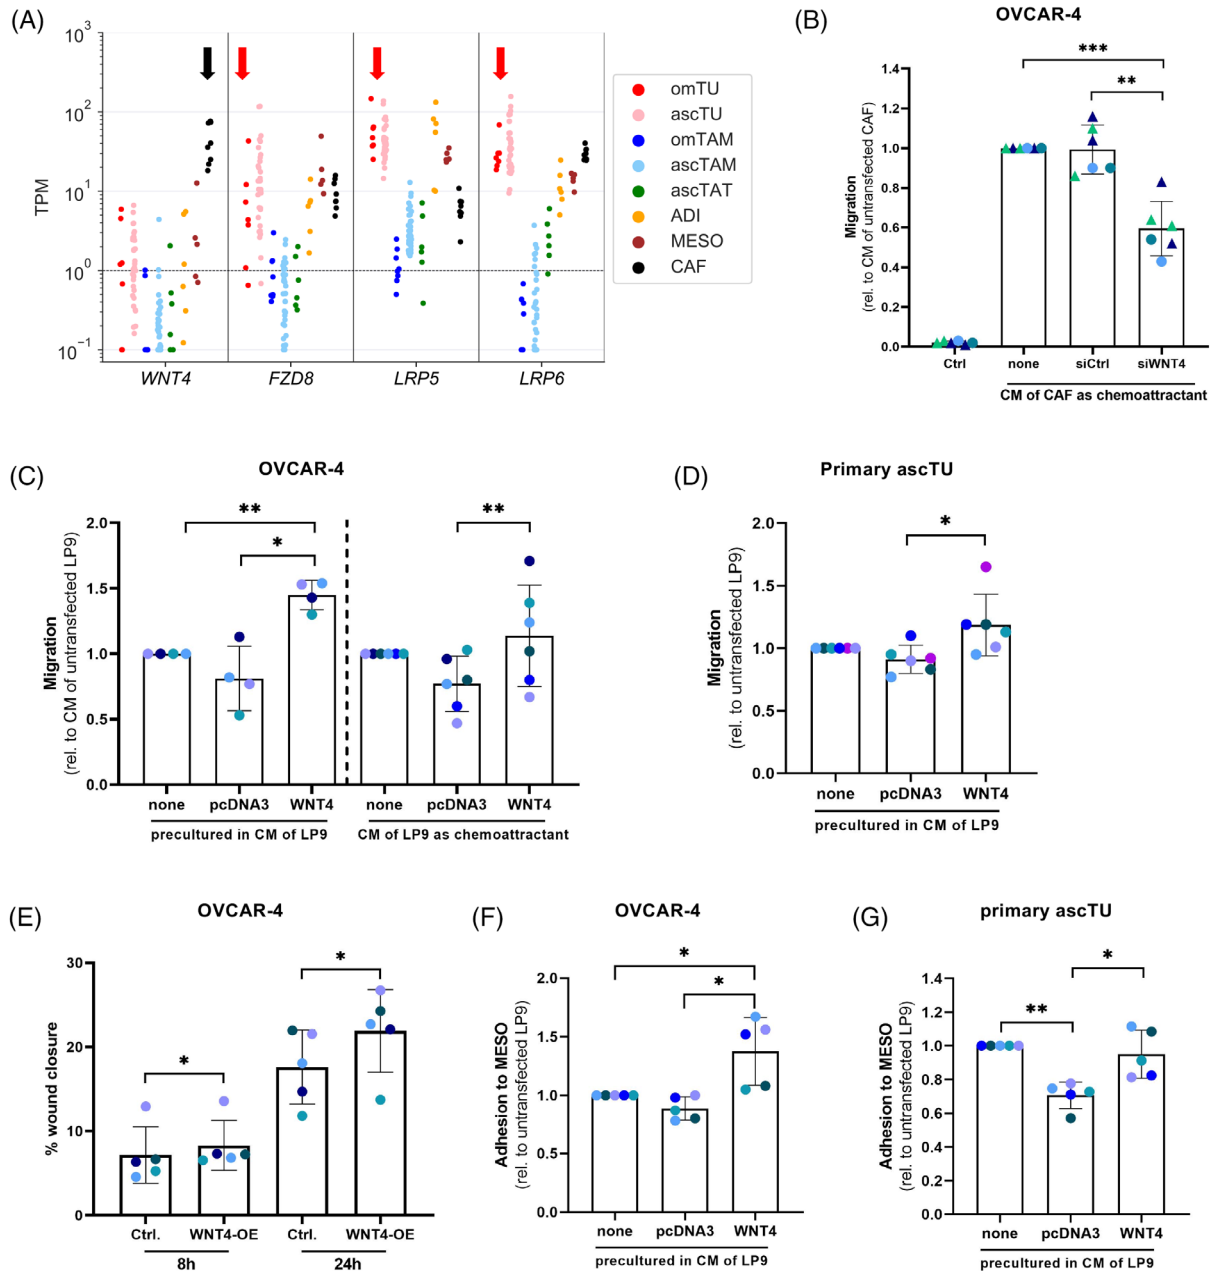 (A)
10³
10²
10¹
10⁰
10⁻¹
TPM
WNT4
FZD8
LRP5
LRP6
omTU
ascTU
omTAM
ascTAM
ascTAT
ADI
MESO
CAF
(B)
OVCAR-4
***
**
Migration
(rel. to CM of untransfected CAF)
1.4
1.2
1.0
0.8
0.6
0.4
0.2
0.0
Ctrl
none
siCtrl
siWNT4
CM of CAF as chemoattractant
(C)
OVCAR-4
**
*
**
Migration
(rel. to CM of untransfected LP9)
2.0
1.5
1.0
0.5
0.0
none
pcDNA3
WNT4
none
pcDNA3
WNT4
precultured in CM of LP9
CM of LP9 as chemoattractant
(D)
Primary ascTU
*
Migration
(rel. to untransfected LP9)
2.0
1.5
1.0
0.5
0.0
none
pcDNA3
WNT4
precultured in CM of LP9
(E)
OVCAR-4
*
*
% wound closure
30
20
10
0
Ctrl.
WNT4-OE
Ctrl.
WNT4-OE
8h
24h
(F)
OVCAR-4
*
*
Adhesion to MESO
(rel. to untransfected LP9)
2.0
1.5
1.0
0.5
0.0
none
pcDNA3
WNT4
precultured in CM of LP9
(G)
primary ascTU
*
**
Adhesion to MESO
(rel. to untransfected LP9)
1.4
1.2
1.0
0.8
0.6
0.4
0.2
0.0
none
pcDNA3
WNT4
precultured in CM of LP9